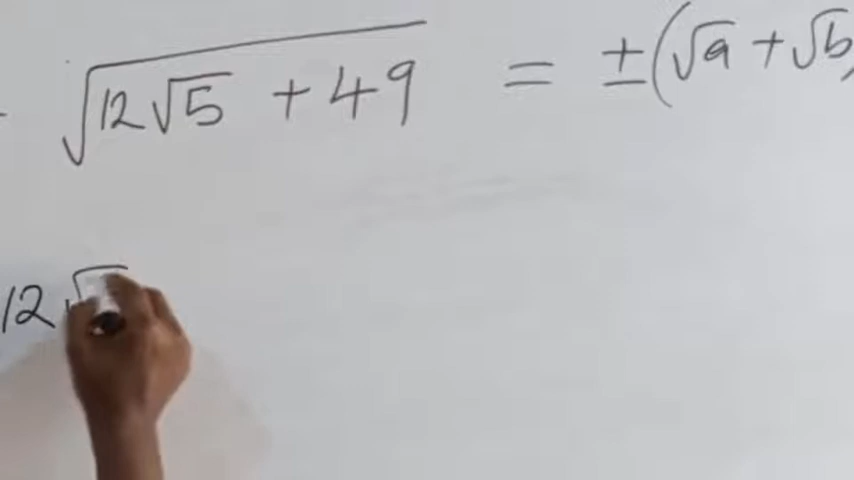 √(12√5 + 49) = ±(√a + √b
12√